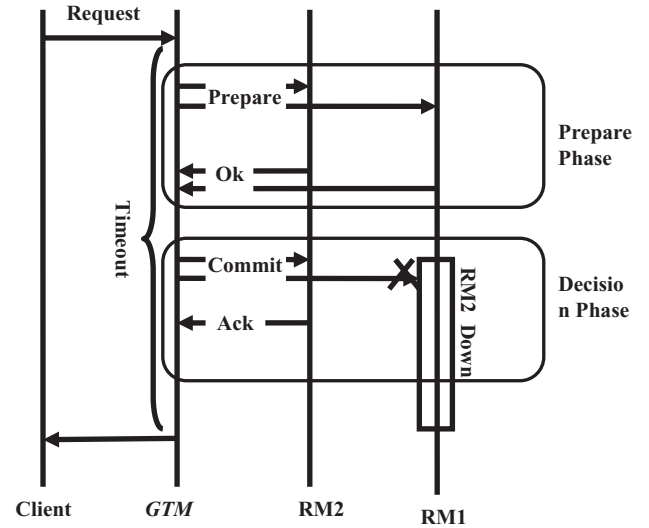 Request
Prepare
Prepare
Phase
Ok
Timeout
Commit
RM2 Down
Decisio
n Phase
Ack
Client
GTM
RM2
RM1